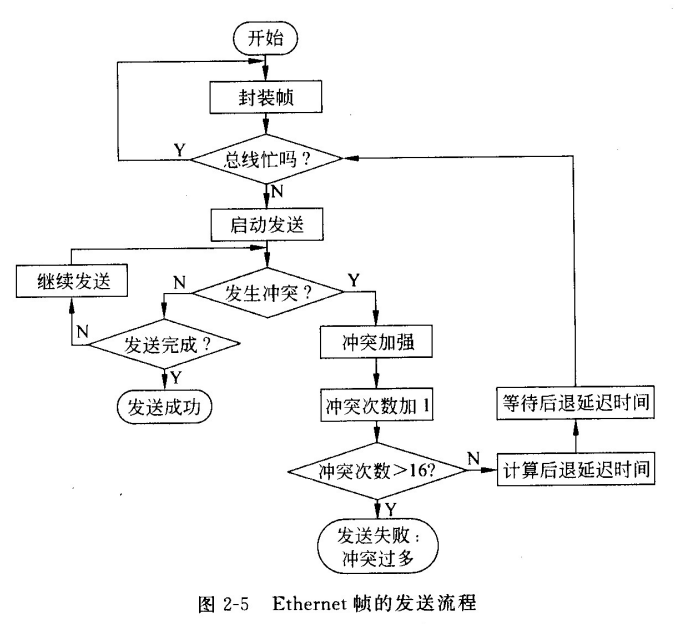 开始
封装帧
总线忙吗?
Y
N
启动发送
继续发送
N
发生冲突?
Y
N
发送完成?
冲突加强
Y
发送成功
冲突次数加1
等待后退延迟时间
冲突次数>16?
N
计算后退延迟时间
Y
发送失败:
冲突过多
图 2-5 Ethernet 帧的发送流程